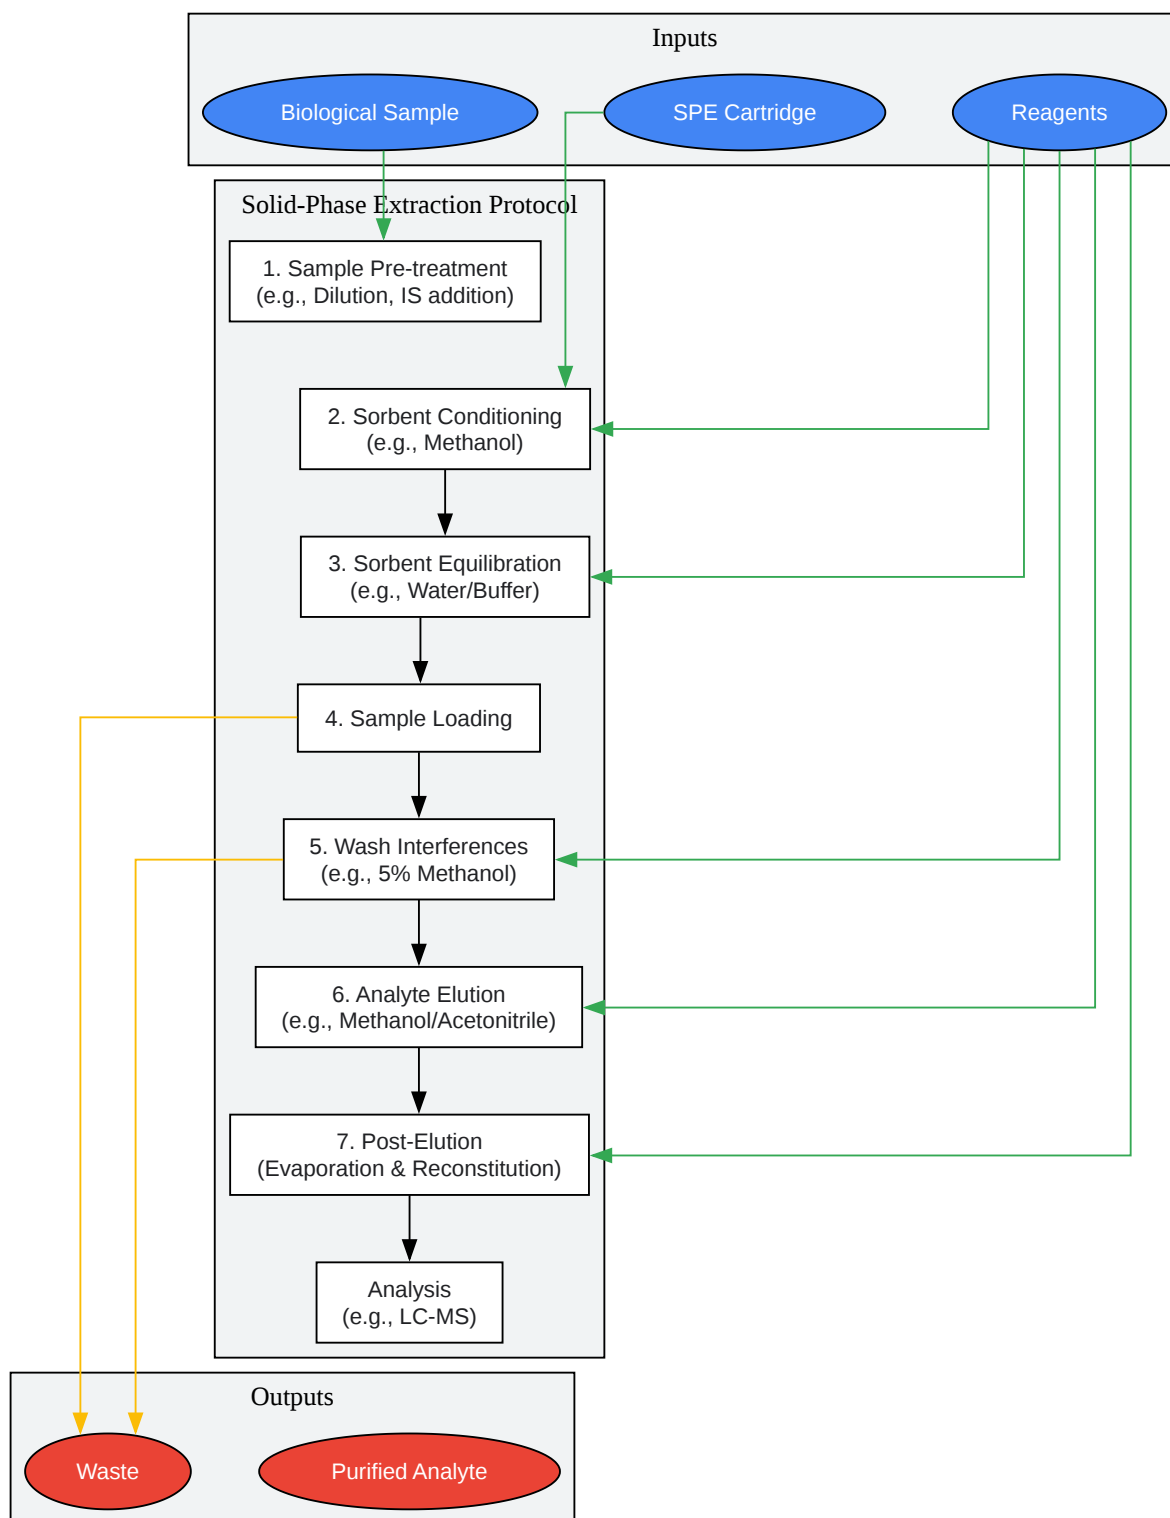 Inputs
Biological Sample
SPE Cartridge
Reagents
Solid-Phase Extraction Protocol
1. Sample Pre-treatment
(e.g., Dilution, IS addition)
2. Sorbent Conditioning
(e.g., Methanol)
3. Sorbent Equilibration
(e.g., Water/Buffer)
4. Sample Loading
5. Wash Interferences
(e.g., 5% Methanol)
6. Analyte Elution
(e.g., Methanol/Acetonitrile)
7. Post-Elution
(Evaporation & Reconstitution)
Analysis
(e.g., LC-MS)
Outputs
Waste
Purified Analyte